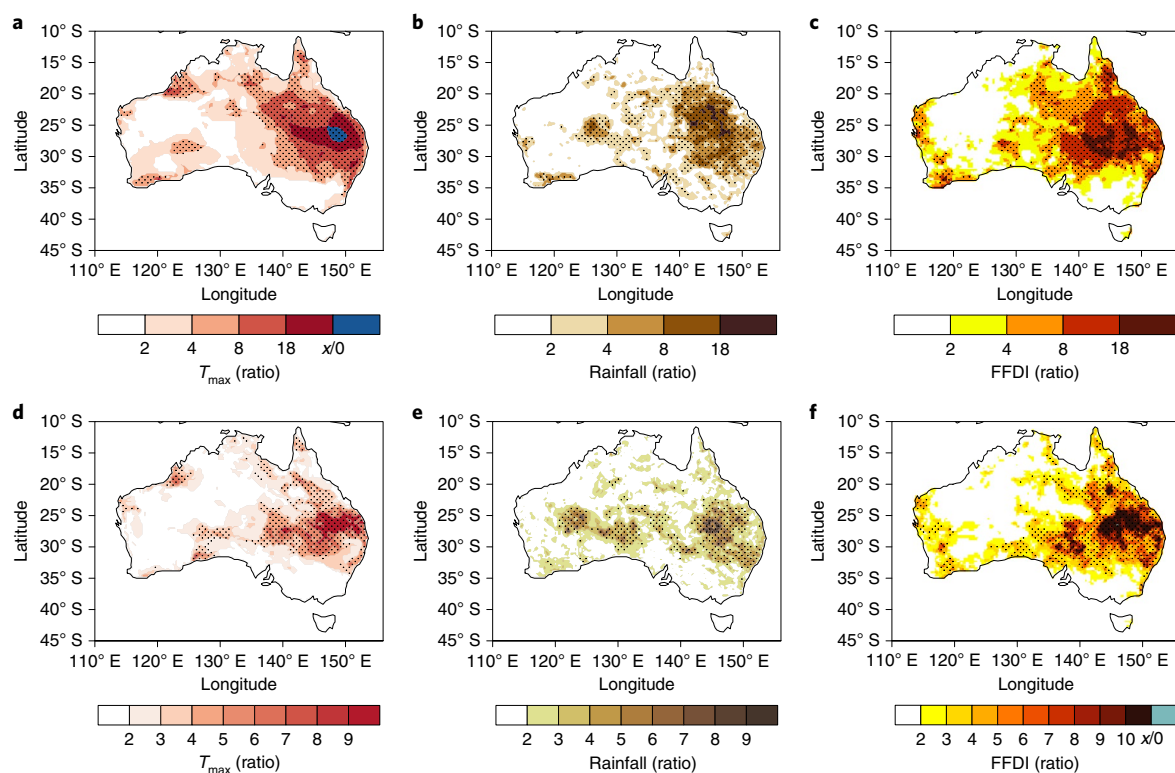 a
b
c
10° S
15° S
20° S
25° S
30° S
35° S
40° S
45° S
Latitude
110° E 120° E 130° E 140° E 150° E
Longitude
2 4 8 18 x/0
T max (ratio)
10° S
15° S
20° S
25° S
30° S
35° S
40° S
45° S
Latitude
110° E 120° E 130° E 140° E 150° E
Longitude
2 4 8 18
Rainfall (ratio)
10° S
15° S
20° S
25° S
30° S
35° S
40° S
45° S
Latitude
110° E 120° E 130° E 140° E 150° E
Longitude
2 4 8 18
FFDI (ratio)
d
e
f
10° S
15° S
20° S
25° S
30° S
35° S
40° S
45° S
Latitude
110° E 120° E 130° E 140° E 150° E
Longitude
2 3 4 5 6 7 8 9
T max (ratio)
10° S
15° S
20° S
25° S
30° S
35° S
40° S
45° S
Latitude
110° E 120° E 130° E 140° E 150° E
Longitude
2 3 4 5 6 7 8 9
Rainfall (ratio)
10° S
15° S
20° S
25° S
30° S
35° S
40° S
45° S
Latitude
110° E 120° E 130° E 140° E 150° E
Longitude
2 3 4 5 6 7 8 9 10 x/0
FFDI (ratio)